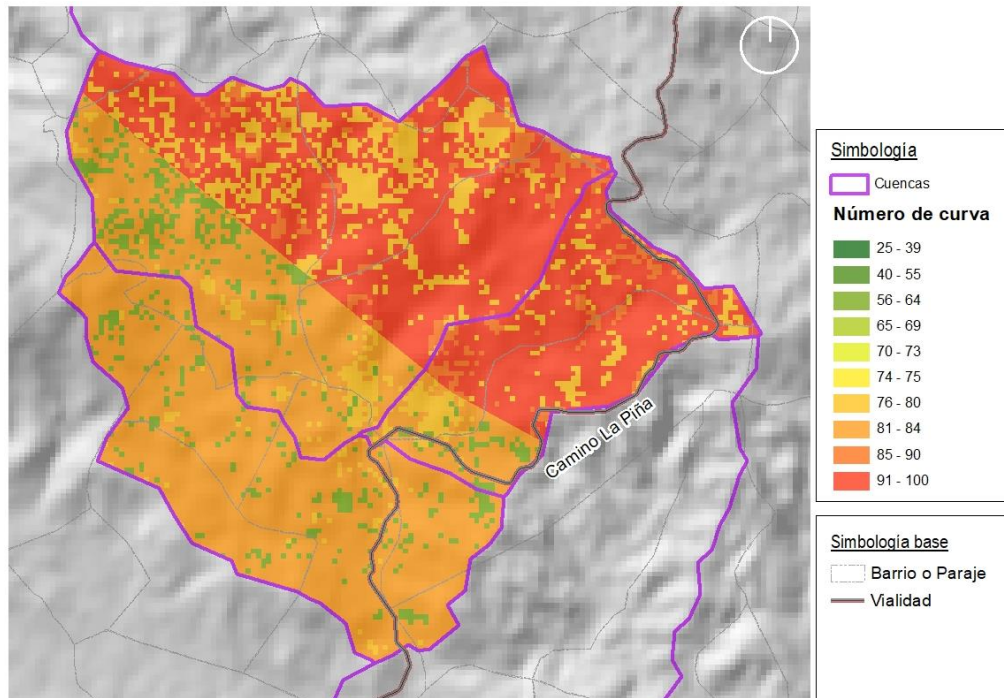 Camino La Piña
Simbología
Cuencas
Número de curva
25 - 39
40 - 55
56 - 64
65 - 69
70 - 73
74 - 75
76 - 80
81 - 84
85 - 90
91 - 100
Simbología base
Barrio o Paraje
Vialidad